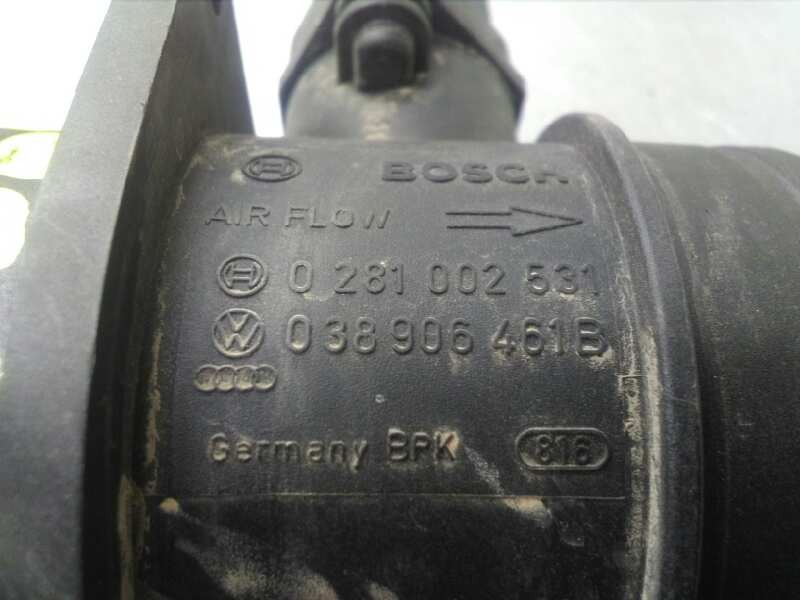 BOSCH
AIR FLOW
0 281 002 531
038 906 461B
Germany BPK 816